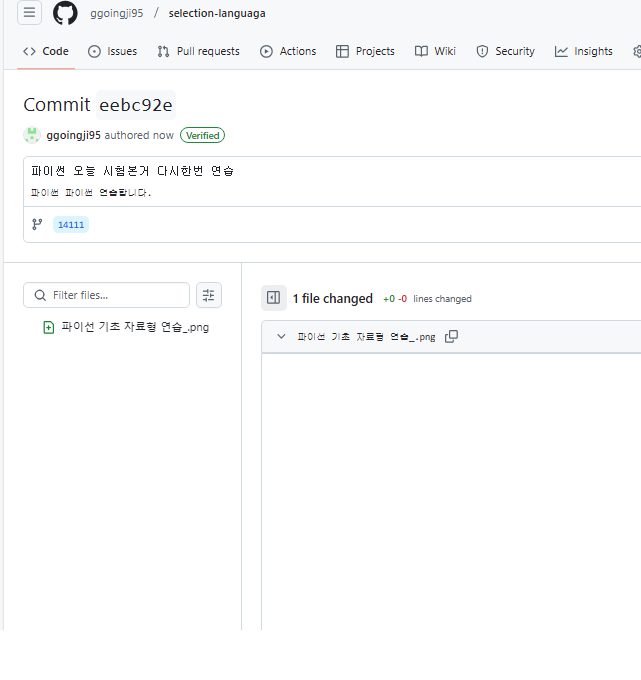 ggoingji95 / selection-languaga
Code Issues Pull requests Actions Projects Wiki Security Insights
Commit eebc92e
ggoingji95 authored now Verified
파이썬 오늘 시험본거 다시한번 연습
파이썬 파이썬 연습합니다.
14111
Filter files...
파이선 기초 자료형 연습_.png
1 file changed +0 -0 lines changed
파이선 기초 자료형 연습_.png